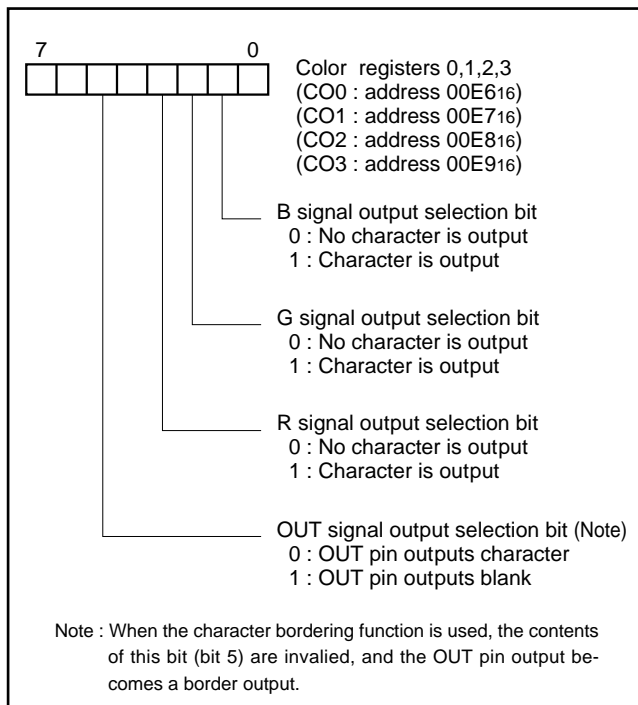 7 0
Color registers 0,1,2,3
(CO0 : address 00E616)
(CO1 : address 00E716)
(CO2 : address 00E816)
(CO3 : address 00E916)
B signal output selection bit
0 : No character is output
1 : Character is output
G signal output selection bit
0 : No character is output
1 : Character is output
R signal output selection bit
0 : No character is output
1 : Character is output
OUT signal output selection bit (Note)
0 : OUT pin outputs character
1 : OUT pin outputs blank
Note : When the character bordering function is used, the contents
of this bit (bit 5) are invalied, and the OUT pin output be-
comes a border output.